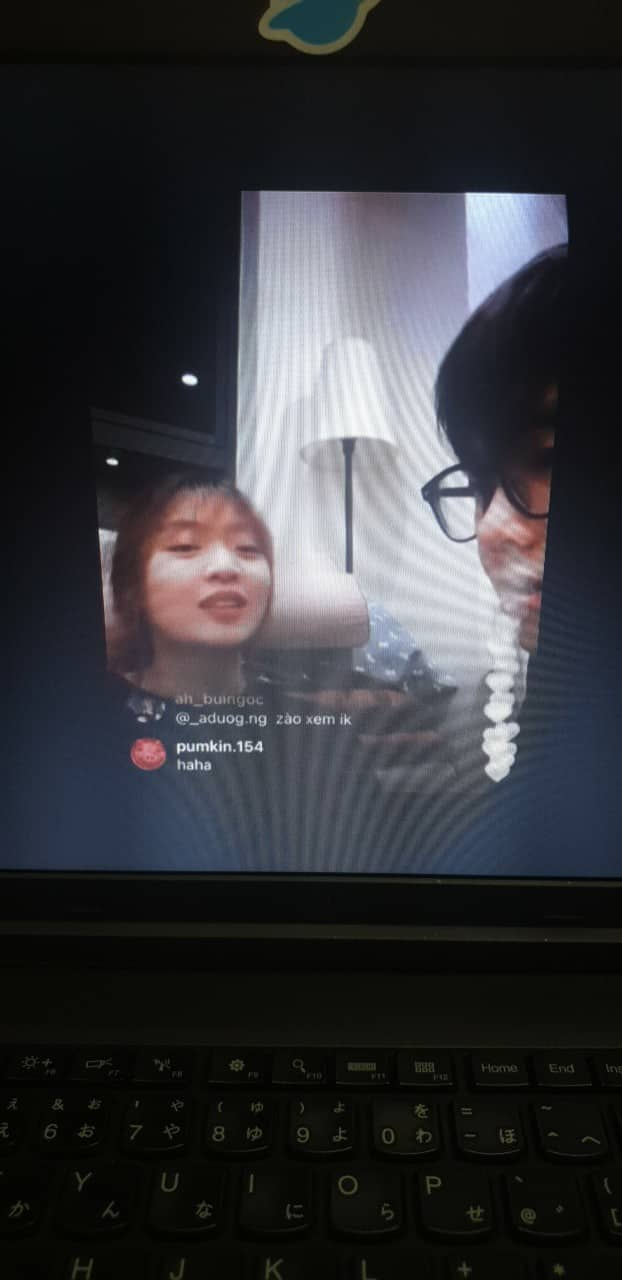 ah_buingoc
@_aduog.ng zào xem ik
pumkin.154
haha
F6 F7 F8 F9 F10 F11 F12 Home End In
え & お ' や ( ゆ ) よ を = ~
え 6 お 7 や 8 ゆ 9 よ 0 わ - ほ ^ へ
Y U I O P ` {
か ん な に ら せ @ ゛ [
H J K L + *